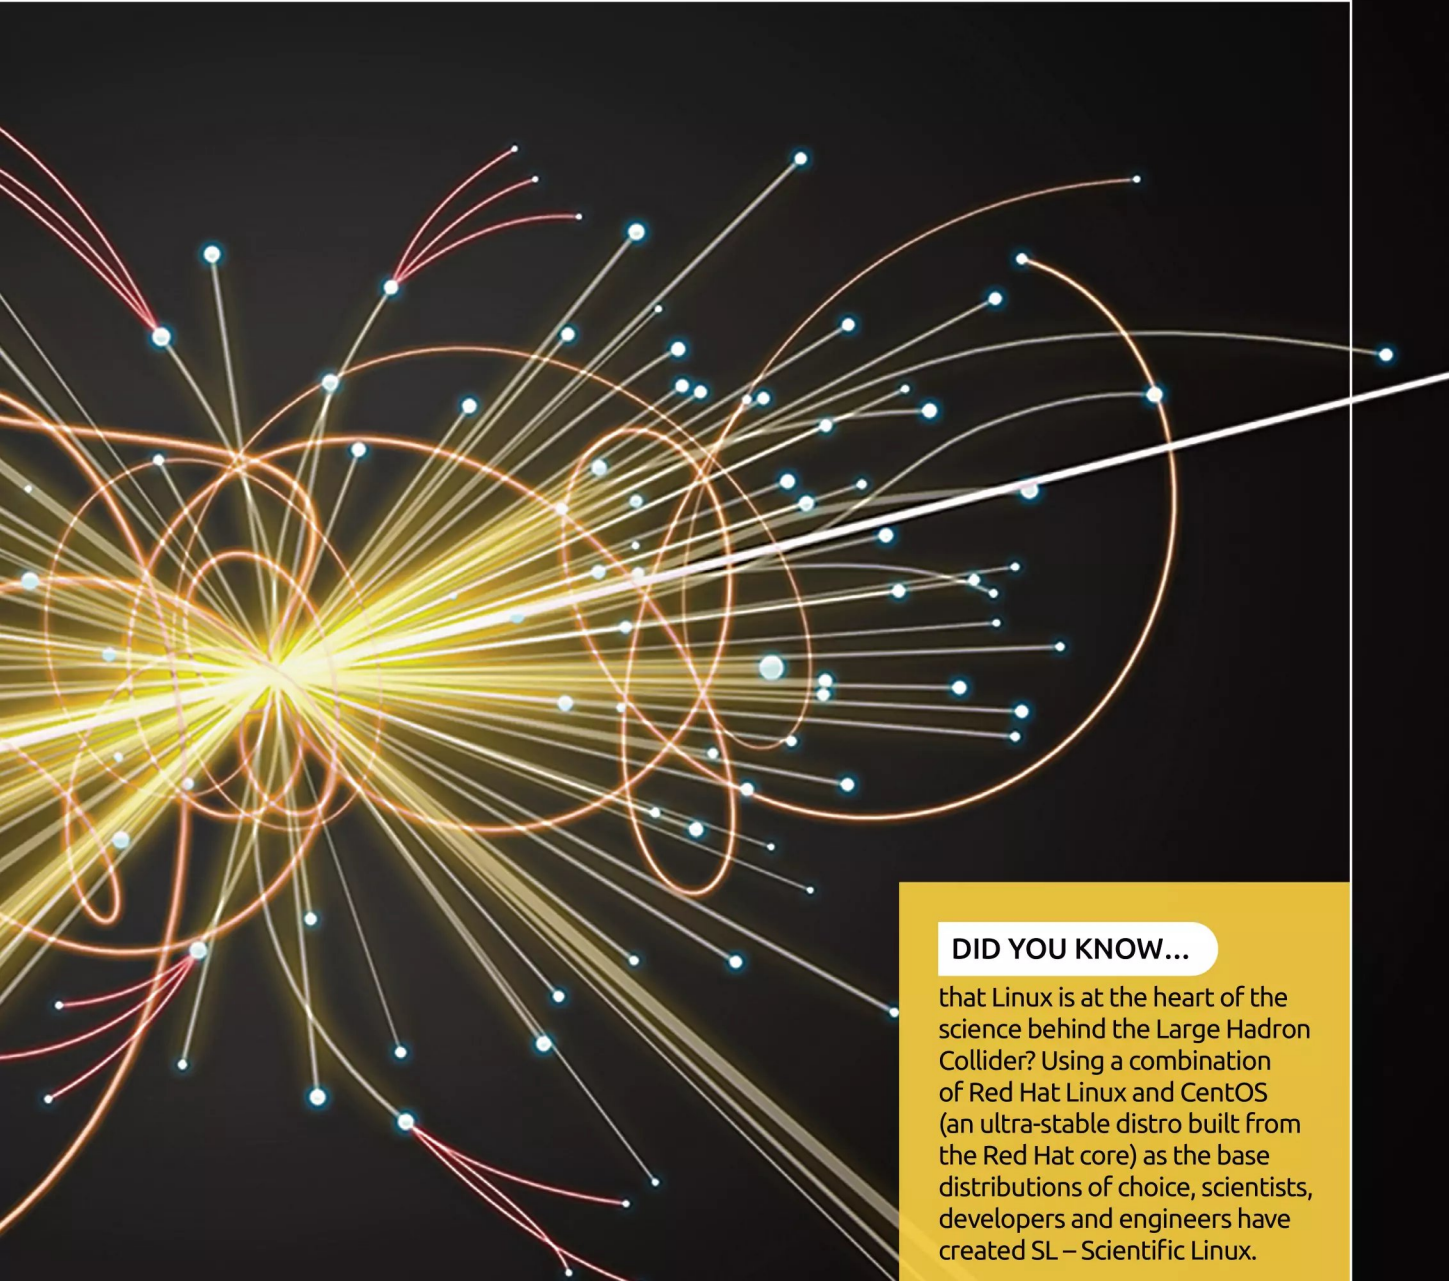 DID YOU KNOW...
that Linux is at the heart of the
science behind the Large Hadron
Collider? Using a combination
of Red Hat Linux and CentOS
(an ultra-stable distro built from
the Red Hat core) as the base
distributions of choice, scientists,
developers and engineers have
created SL – Scientific Linux.